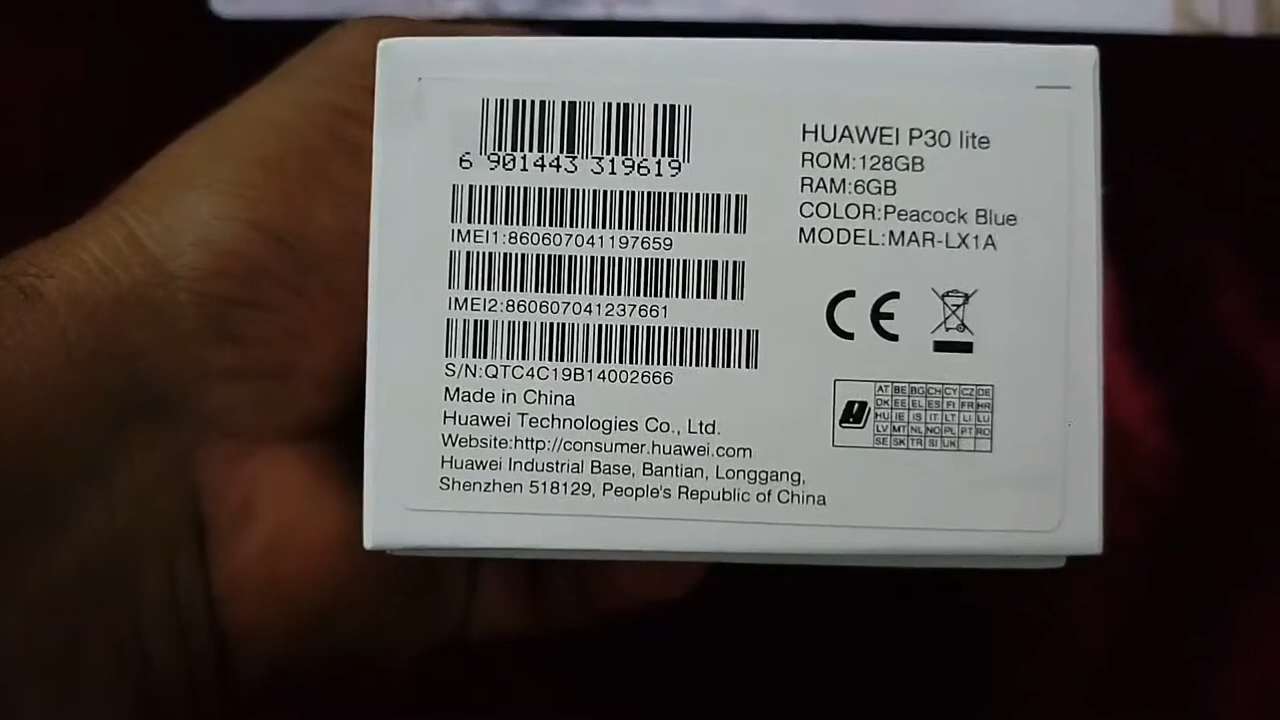 6 901443 319619
IMEI1:860607041197659
IMEI2:860607041237661
S/N:QTC4C19B14002666
Made in China
Huawei Technologies Co., Ltd.
Website:http://consumer.huawei.com
Huawei Industrial Base, Bantian, Longgang,
Shenzhen 518129, People's Republic of China
HUAWEI P30 lite
ROM:128GB
RAM:6GB
COLOR:Peacock Blue
MODEL:MAR-LX1A
CE
AT BE BG CH CY CZ DE
DK EE EL ES FI FR HR
HU IE IS IT LT LI LU
LV MT NL NO PL PT RO
SE SK TR SI UK